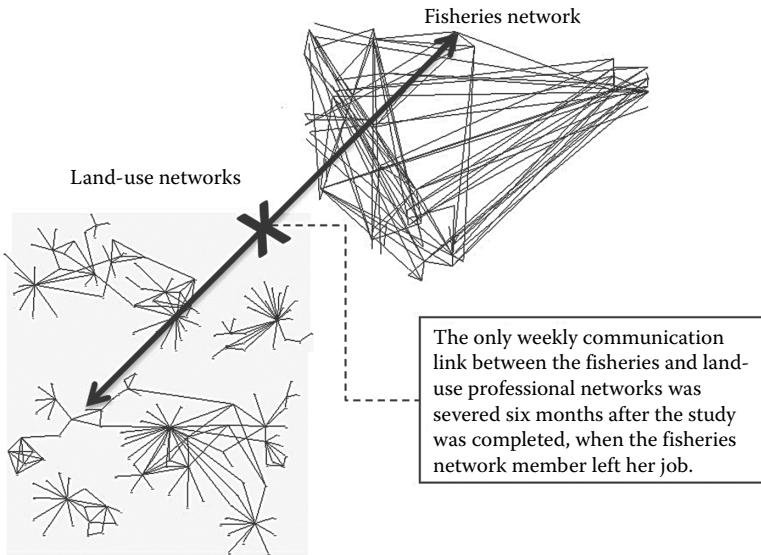 Fisheries network
Land-use networks
The only weekly communication
link between the fisheries and land-
use professional networks was
severed six months after the study
was completed, when the fisheries
network member left her job.